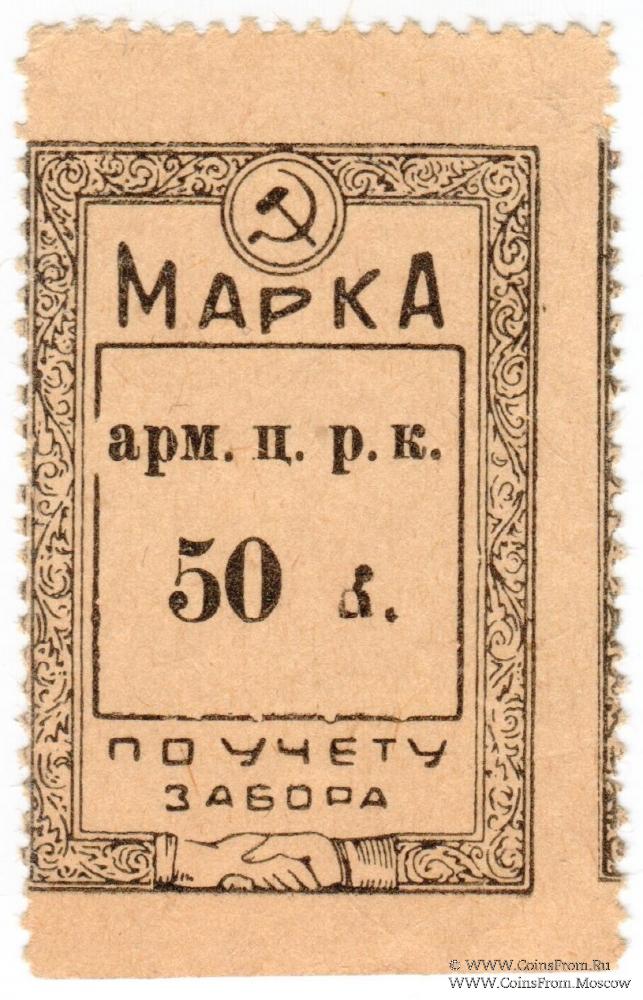 МАРКА
арм. ц. р. к.
50 к.
ПО УЧЕТУ
ЗАБОРА
© WWW.CoinsFrom.Ru
WWW.CoinsFrom.Moscow